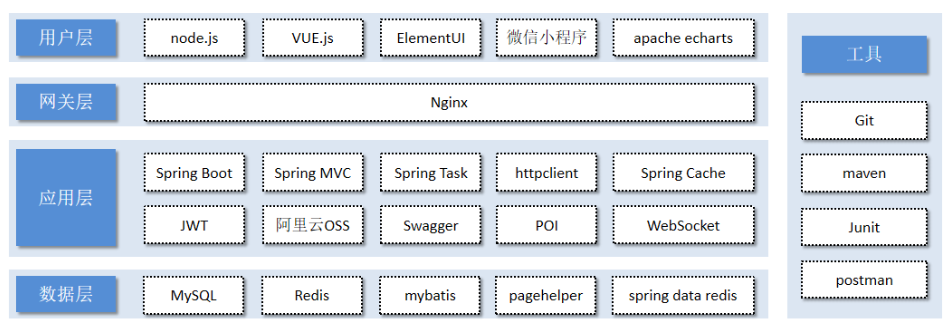 用户层
node.js
VUE.js
ElementUI
微信小程序
apache echarts
网关层
Nginx
应用层
Spring Boot
Spring MVC
Spring Task
httpclient
Spring Cache
JWT
阿里云OSS
Swagger
POI
WebSocket
数据层
MySQL
Redis
mybatis
pagehelper
spring data redis
工具
Git
maven
Junit
postman